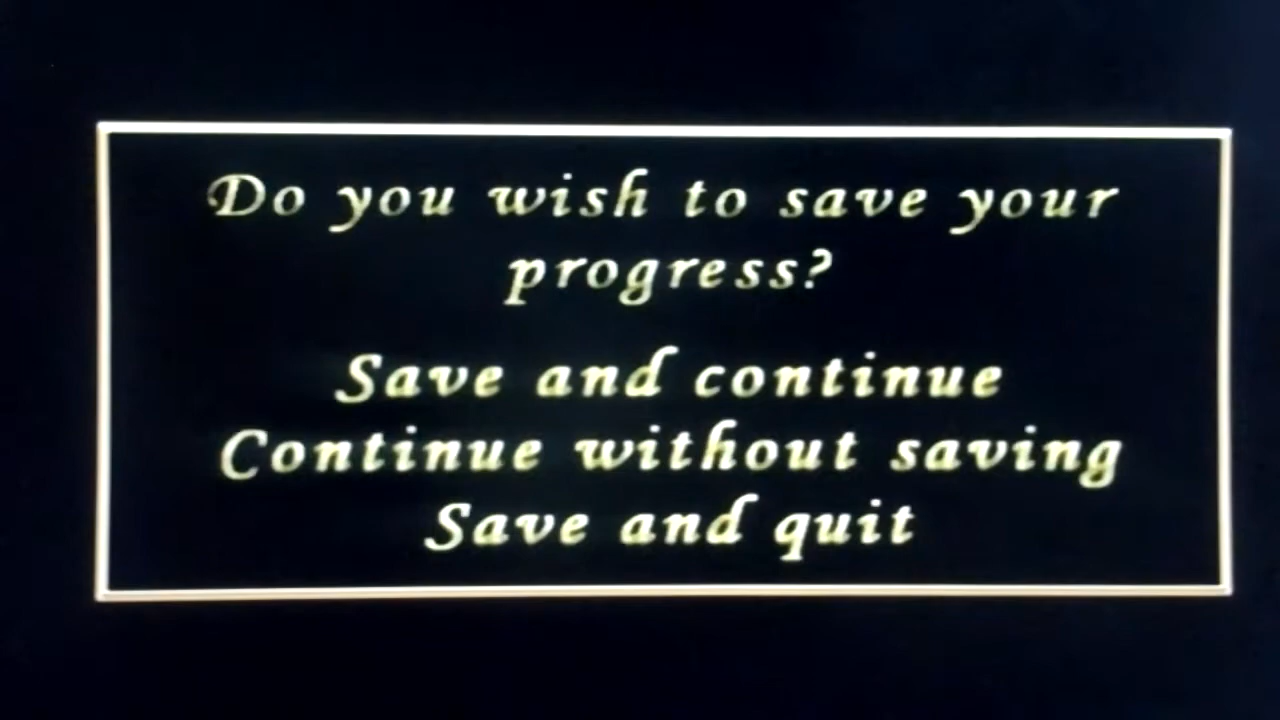 Do you wish to save your
progress?
Save and continue
Continue without saving
Save and quit